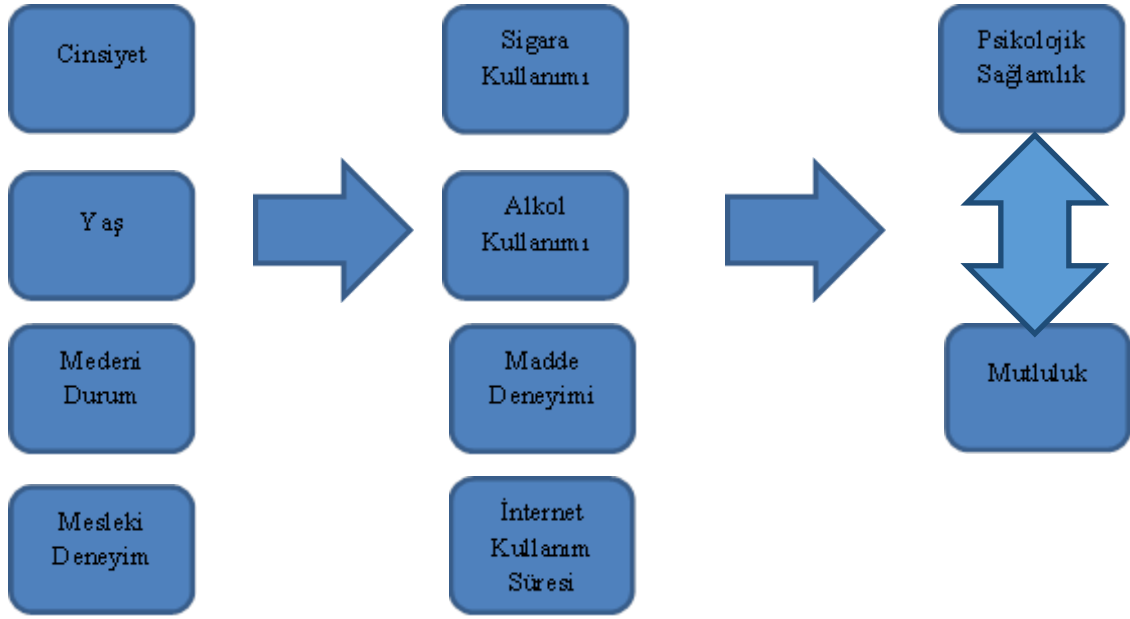 Cinsiyet
Yaş
Medeni
Durum
Mesleki
Deneyim
Sigara
Kullanımı
Alkol
Kullanımı
Madde
Deneyimi
İnternet
Kullanım
Süresi
Psikolojik
Sağlamlık
Mutluluk